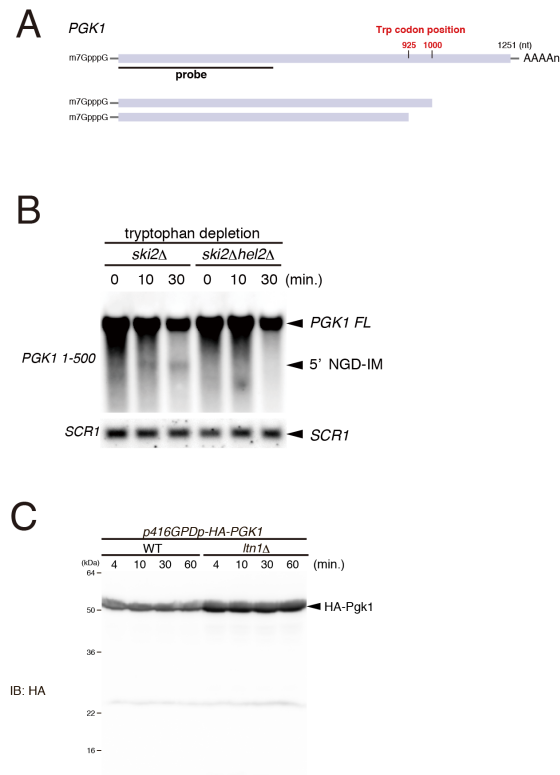 A
PGK1
Trp codon position
925 1000 1251 (nt)
m7GpppG AAAAn
probe
m7GpppG
m7GpppG
B
tryptophan depletion
ski2Δ ski2Δhel2Δ
0 10 30 0 10 30 (min.)
PGK1 FL
PGK1 1-500 5’ NGD-IM
SCR1 SCR1
C
p416GPDp-HA-PGK1
WT ltn1Δ
(kDa) 4 10 30 60 4 10 30 60 (min.)
64
50 HA-Pgk1
36
IB: HA
22
16